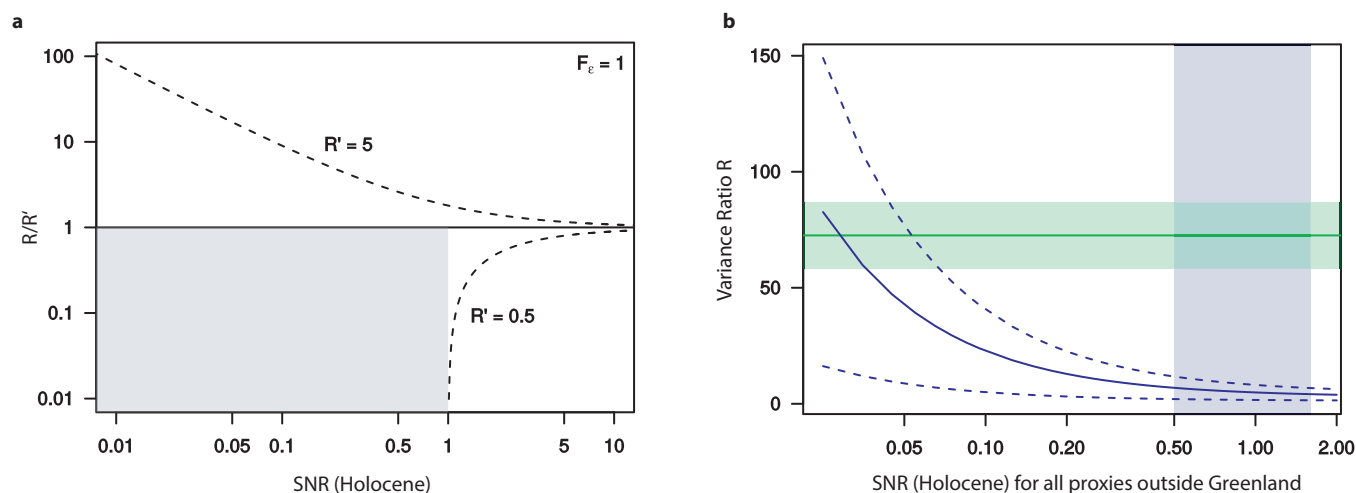 a
100
10
1
0.1
0.01
R/R′
Fε = 1
R' = 5
R' = 0.5
0.01 0.05 0.1 0.5 1 5 10
SNR (Holocene)
b
150
100
50
0
Variance Ratio R
0.05 0.10 0.20 0.50 1.00 2.00
SNR (Holocene) for all proxies outside Greenland